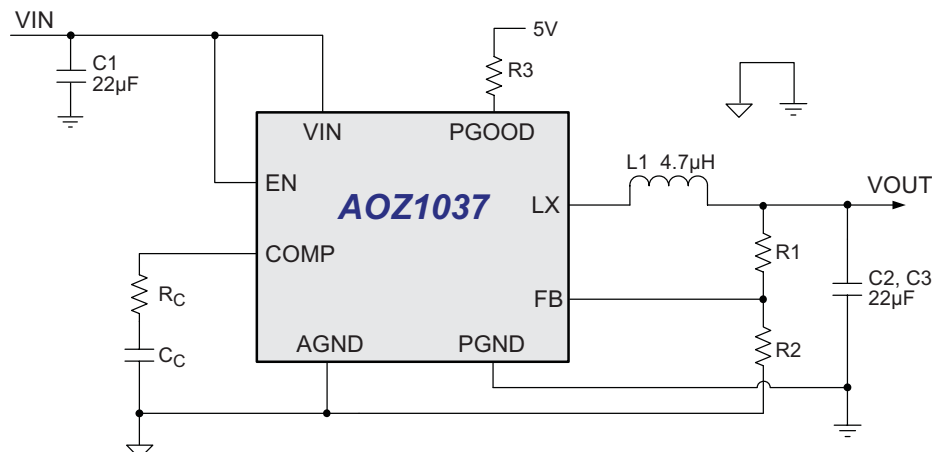 VIN
5V
C1
22µF
R3
VIN
PGOOD
L1 4.7µH
EN
AOZ1037
LX
VOUT
COMP
R1
RC
FB
C2, C3
22µF
CC
AGND
PGND
R2